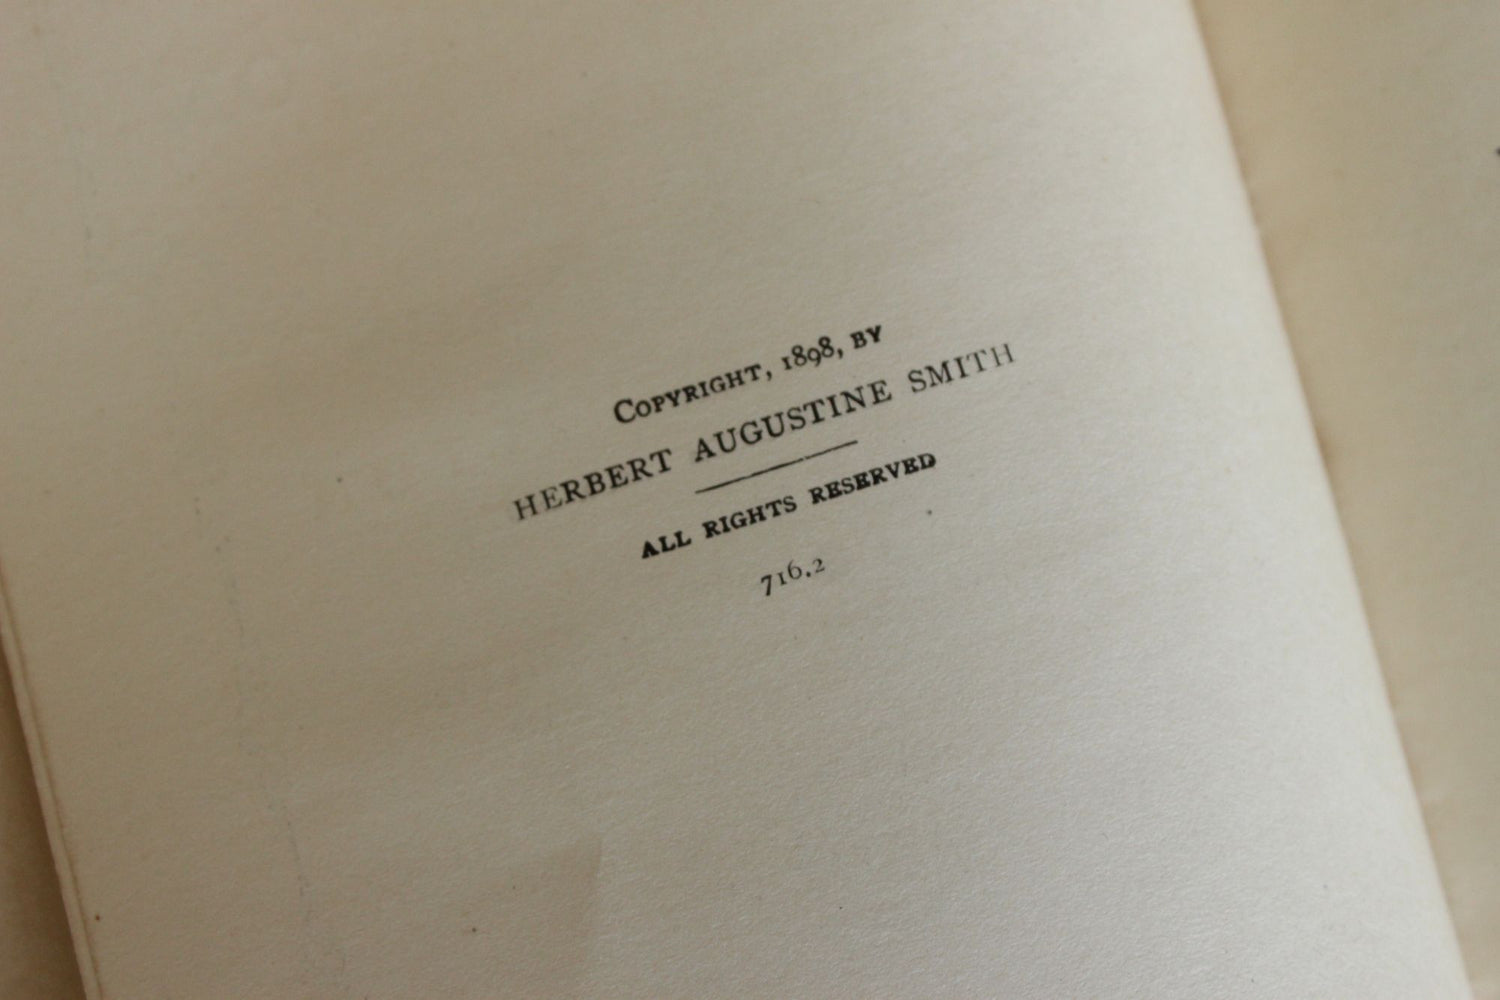 Copyright, 1898, by
HERBERT AUGUSTINE SMITH
ALL RIGHTS RESERVED
716.2